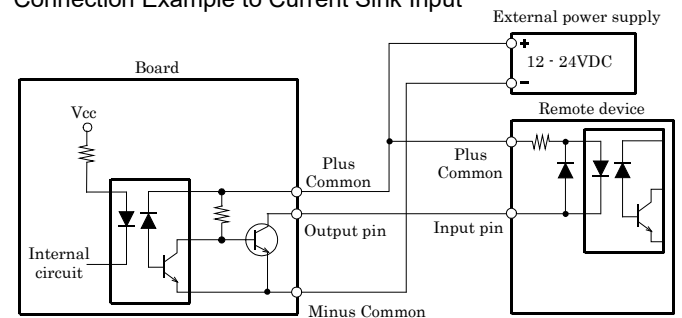 Connection Example to Current Sink Input
External power supply
+
12 - 24VDC
-
Board
Remote device
Vcc
Plus
Common
Plus
Common
Output pin
Input pin
Internal
circuit
Minus Common